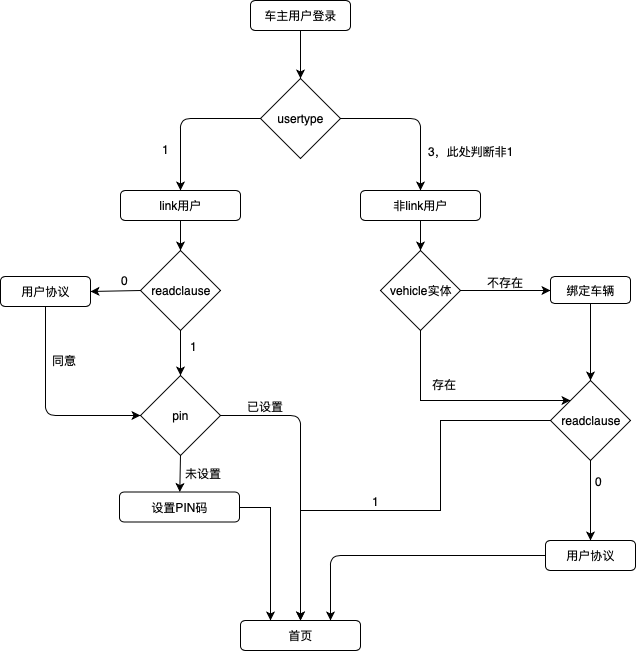 车主用户登录
usertype
1
3，此处判断非1
link用户
非link用户
readclause
0
用户协议
vehicle实体
不存在
绑定车辆
1
同意
存在
pin
已设置
readclause
未设置
设置PIN码
1
0
用户协议
首页